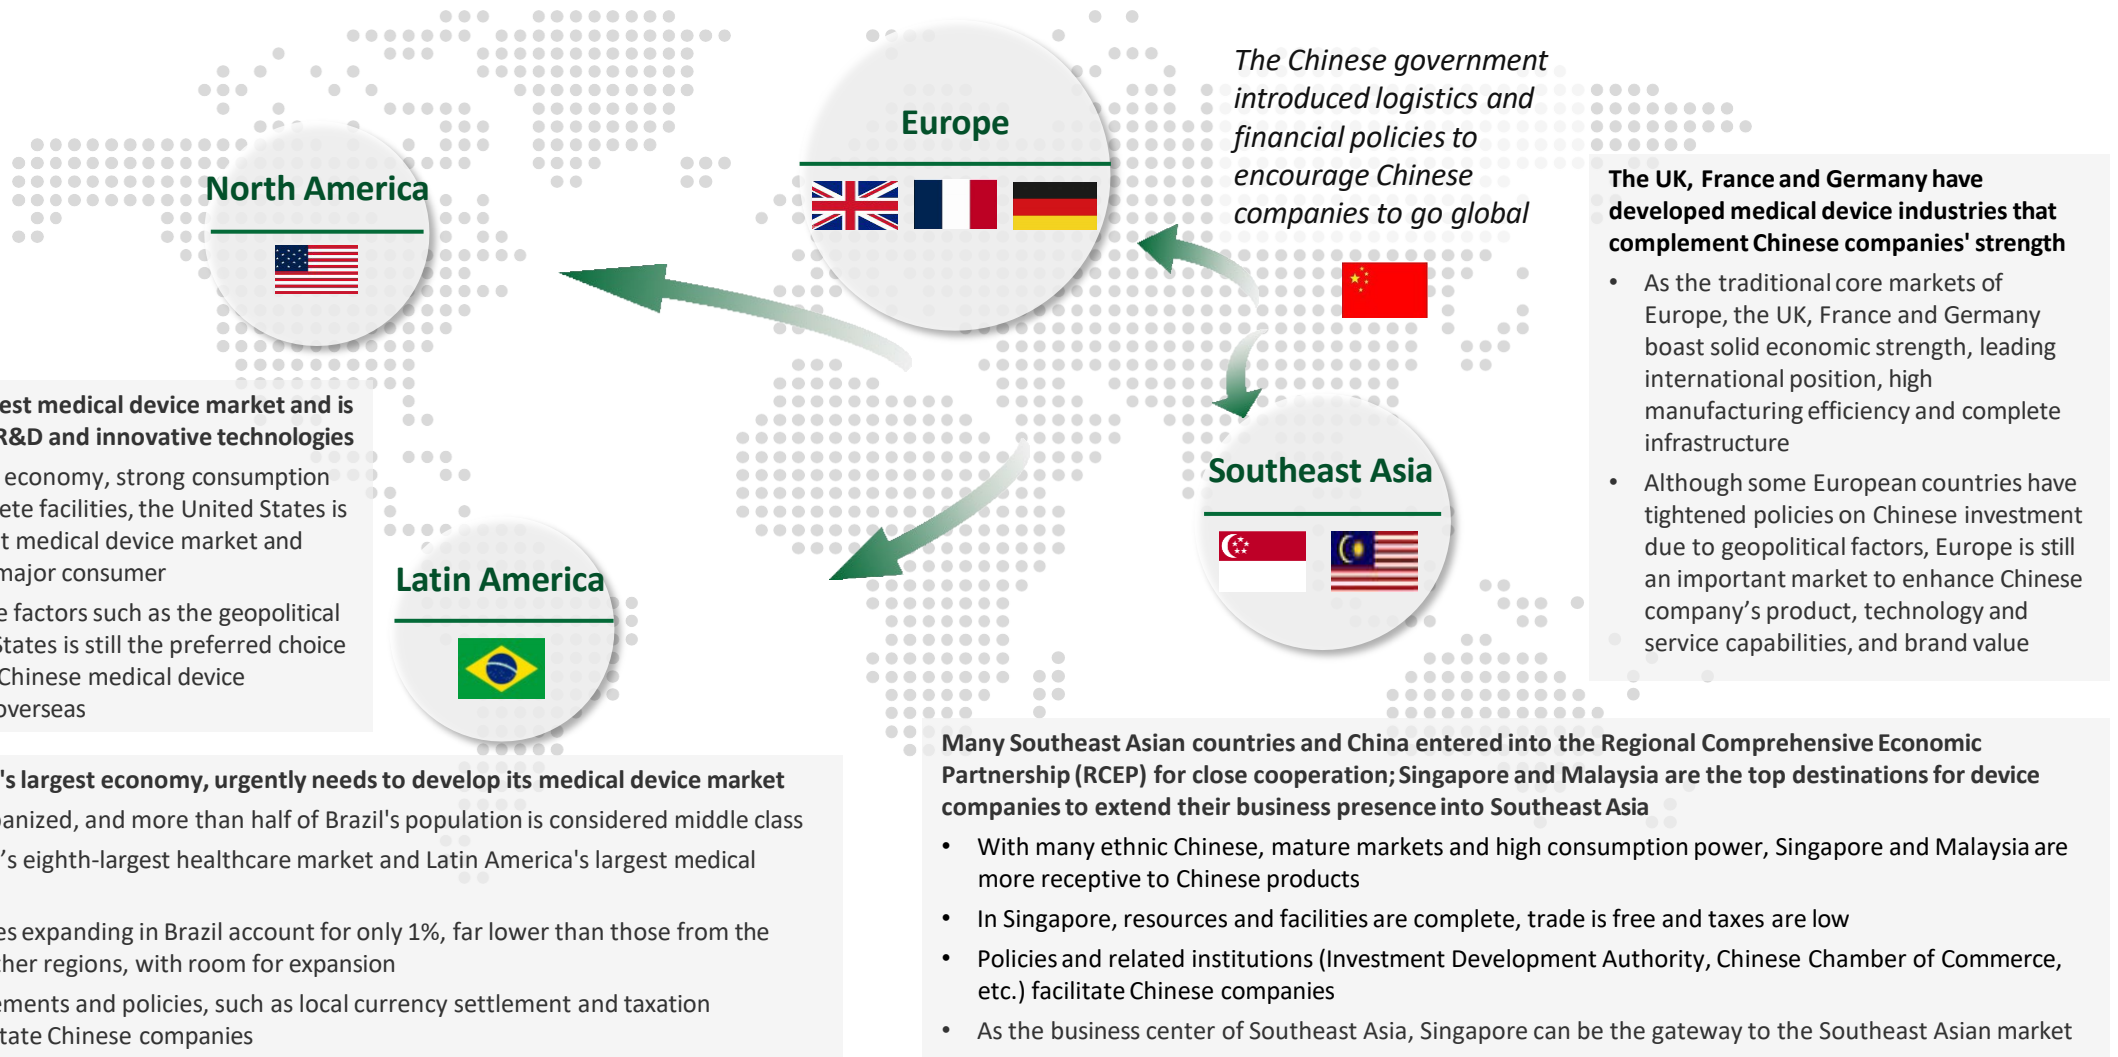 The Chinese government
introduced logistics and
financial policies to
encourage Chinese
companies to go global
Europe
North America
The UK, France and Germany have
developed medical device industries that
complement Chinese companies' strength
• As the traditional core markets of
Europe, the UK, France and Germany
boast solid economic strength, leading
international position, high
manufacturing efficiency and complete
infrastructure
• Although some European countries have
tightened policies on Chinese investment
due to geopolitical factors, Europe is still
an important market to enhance Chinese
company’s product, technology and
service capabilities, and brand value
medical device market and is
R&D and innovative technologies
economy, strong consumption
facilities, the United States is
medical device market and
major consumer
factors such as the geopolitical
States is still the preferred choice
Chinese medical device
overseas
Southeast Asia
Latin America
's largest economy, urgently needs to develop its medical device market
and more than half of Brazil's population is considered middle class
’s eighth-largest healthcare market and Latin America's largest medical
expanding in Brazil account for only 1%, far lower than those from the
regions, with room for expansion
and policies, such as local currency settlement and taxation
Chinese companies
Many Southeast Asian countries and China entered into the Regional Comprehensive Economic
Partnership (RCEP) for close cooperation; Singapore and Malaysia are the top destinations for device
companies to extend their business presence into Southeast Asia
• With many ethnic Chinese, mature markets and high consumption power, Singapore and Malaysia are
more receptive to Chinese products
• In Singapore, resources and facilities are complete, trade is free and taxes are low
• Policies and related institutions (Investment Development Authority, Chinese Chamber of Commerce,
etc.) facilitate Chinese companies
• As the business center of Southeast Asia, Singapore can be the gateway to the Southeast Asian market